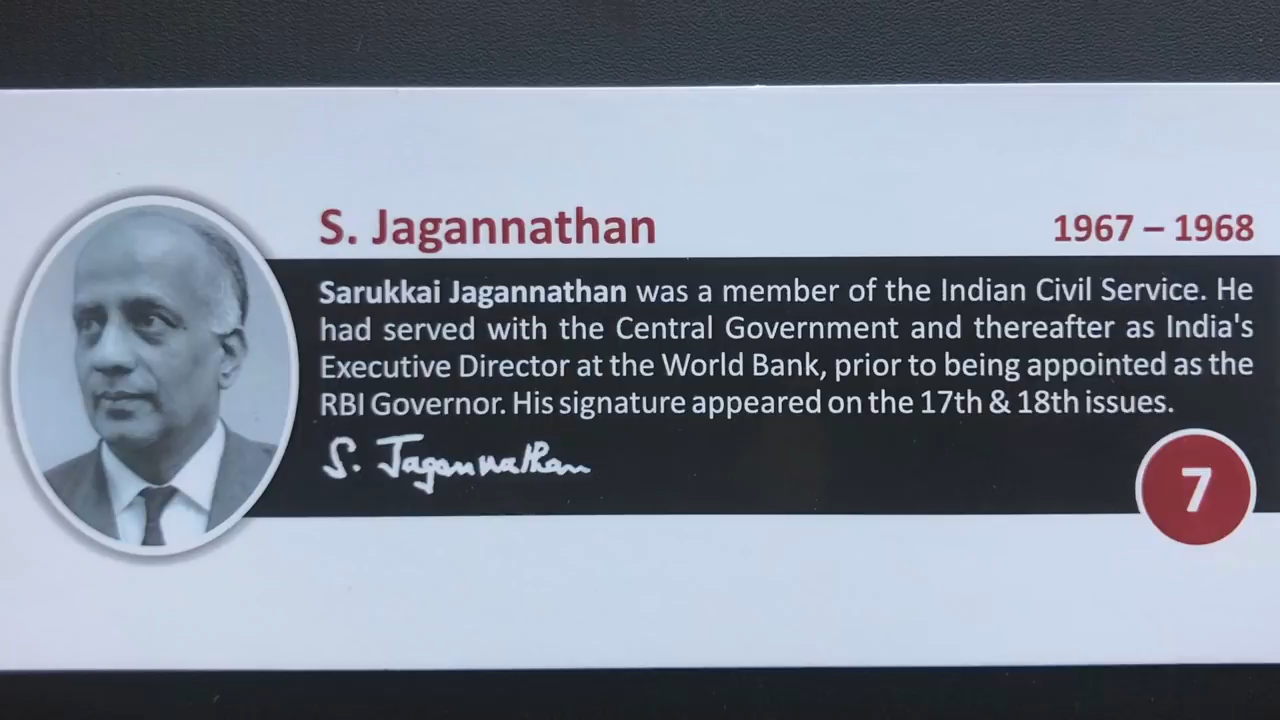 S. Jagannathan 1967 – 1968
Sarukkai Jagannathan was a member of the Indian Civil Service. He
had served with the Central Government and thereafter as India's
Executive Director at the World Bank, prior to being appointed as the
RBI Governor. His signature appeared on the 17th & 18th issues.
S. Jagannathan
7